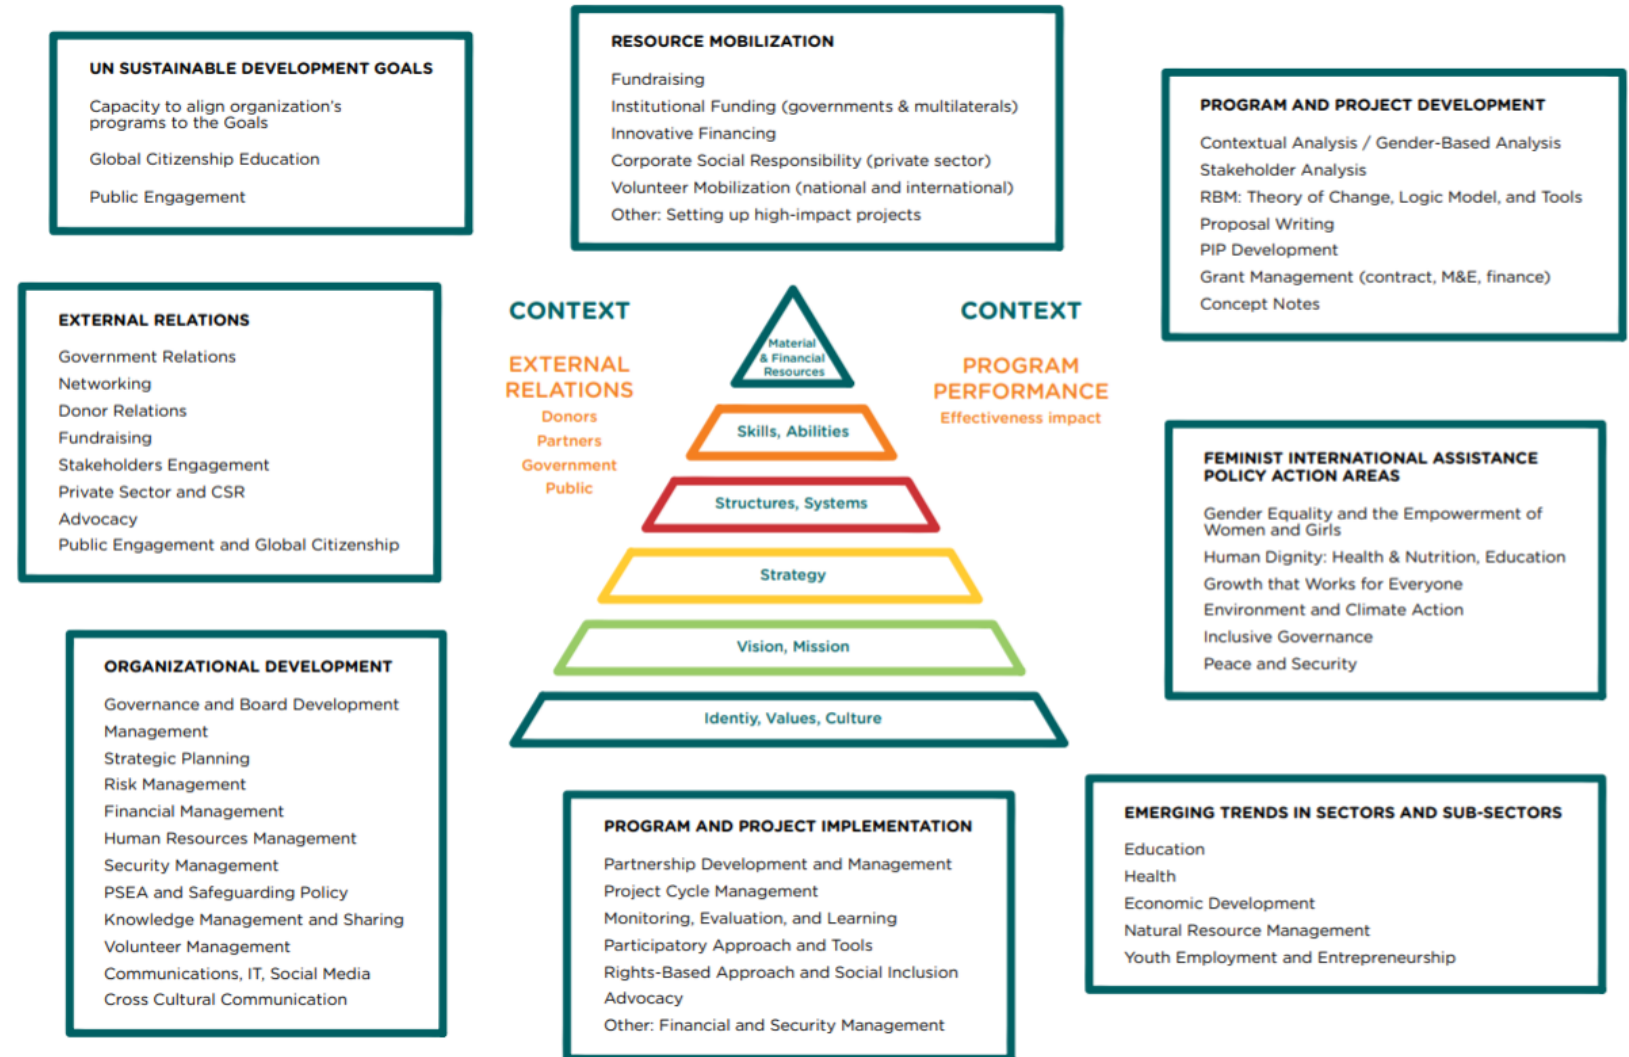 UN SUSTAINABLE DEVELOPMENT GOALS
Capacity to align organization's
programs to the Goals
Global Citizenship Education
Public Engagement
RESOURCE MOBILIZATION
Fundraising
Institutional Funding (governments & multilaterals)
Innovative Financing
Corporate Social Responsibility (private sector)
Volunteer Mobilization (national and international)
Other: Setting up high-impact projects
PROGRAM AND PROJECT DEVELOPMENT
Contextual Analysis / Gender-Based Analysis
Stakeholder Analysis
RBM: Theory of Change, Logic Model, and Tools
Proposal Writing
PIP Development
Grant Management (contract, M&E, finance)
Concept Notes
EXTERNAL RELATIONS
Government Relations
Networking
Donor Relations
Fundraising
Stakeholders Engagement
Private Sector and CSR
Advocacy
Public Engagement and Global Citizenship
CONTEXT
EXTERNAL
RELATIONS
Donors
Partners
Government
Public
Material
& Financial
Resources
Skills, Abilities
Structures, Systems
Strategy
Vision, Mission
Identiy, Values, Culture
CONTEXT
PROGRAM
PERFORMANCE
Effectiveness impact
FEMINIST INTERNATIONAL ASSISTANCE
POLICY ACTION AREAS
Gender Equality and the Empowerment of
Women and Girls
Human Dignity: Health & Nutrition, Education
Growth that Works for Everyone
Environment and Climate Action
Inclusive Governance
Peace and Security
ORGANIZATIONAL DEVELOPMENT
Governance and Board Development
Management
Strategic Planning
Risk Management
Financial Management
Human Resources Management
Security Management
PSEA and Safeguarding Policy
Knowledge Management and Sharing
Volunteer Management
Communications, IT, Social Media
Cross Cultural Communication
PROGRAM AND PROJECT IMPLEMENTATION
Partnership Development and Management
Project Cycle Management
Monitoring, Evaluation, and Learning
Participatory Approach and Tools
Rights-Based Approach and Social Inclusion
Advocacy
Other: Financial and Security Management
EMERGING TRENDS IN SECTORS AND SUB-SECTORS
Education
Health
Economic Development
Natural Resource Management
Youth Employment and Entrepreneurship